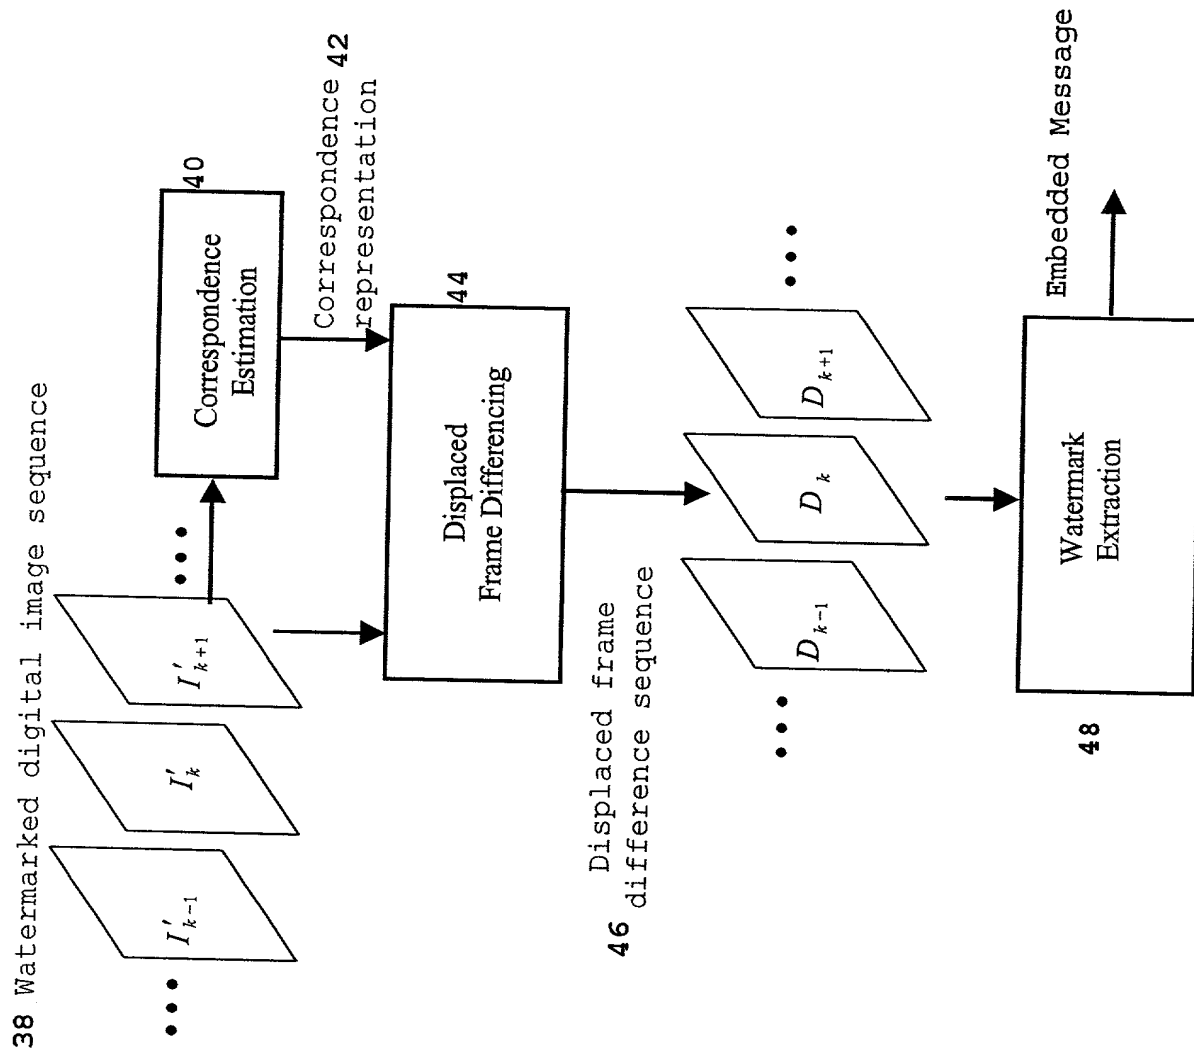 38 Watermarked digital image sequence
I′k−1
I′k
I′k+1
40
Correspondence
Estimation
Correspondence 42
representation
44
Displaced
Frame Differencing
46 Displaced frame
difference sequence
Dk−1
Dk
Dk+1
48
Watermark
Extraction
Embedded Message